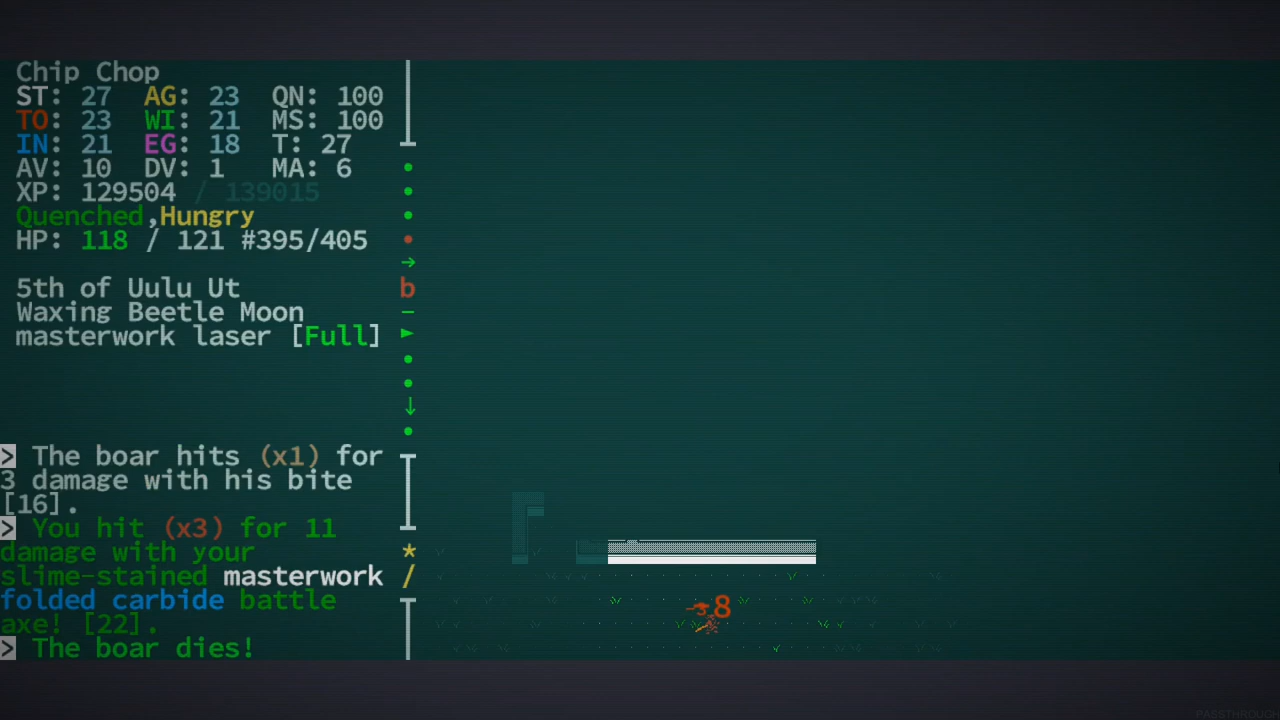 Chip Chop
ST: 27 AG: 23 QN: 100
TO: 23 WI: 21 MS: 100
IN: 21 EG: 18 T: 27
AV: 10 DV: 1 MA: 6
XP: 129504 / 139015
Quenched,Hungry
HP: 118 / 121 #395/405
5th of Uulu Ut
Waxing Beetle Moon
masterwork laser [Full]
b
> The boar hits (x1) for
3 damage with his bite
[16].
> You hit (x3) for 11
damage with your
slime-stained masterwork
folded carbide battle
axe! [22].
> The boar dies!
* 
/
-3
8
PASSTHROUGH